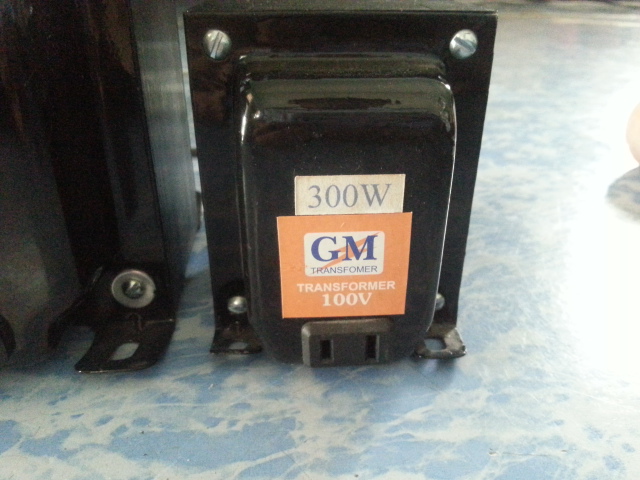 300W
GM
TRANSFOMER
TRANSFORMER
100V